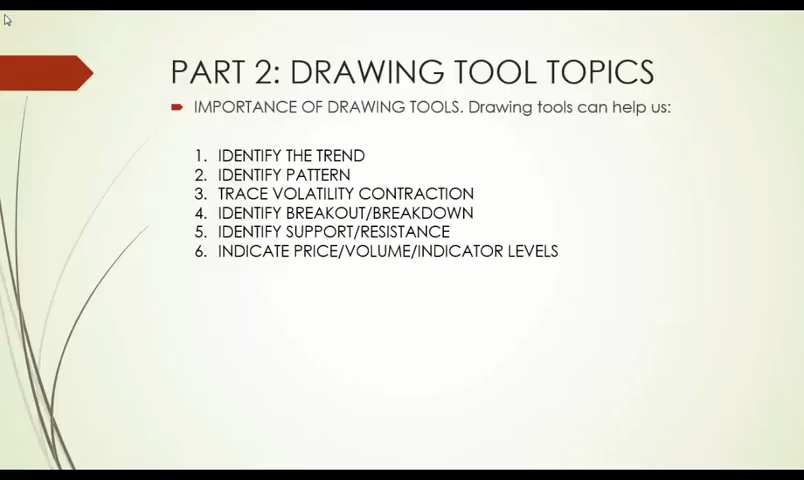 PART 2: DRAWING TOOL TOPICS
IMPORTANCE OF DRAWING TOOLS. Drawing tools can help us:
1. IDENTIFY THE TREND
2. IDENTIFY PATTERN
3. TRACE VOLATILITY CONTRACTION
4. IDENTIFY BREAKOUT/BREAKDOWN
5. IDENTIFY SUPPORT/RESISTANCE
6. INDICATE PRICE/VOLUME/INDICATOR LEVELS